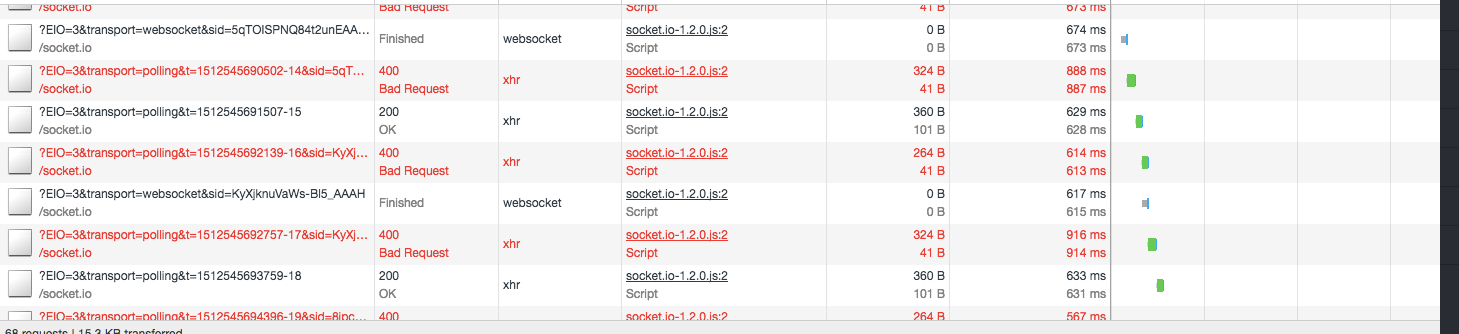 /socket.io Bad Request Script 41 B 673 ms
?EIO=3&transport=websocket&sid=5qTOISPNQ84t2unEAA... Finished websocket socket.io-1.2.0.js:2 0 B 674 ms
/socket.io Script 0 B 673 ms
?EIO=3&transport=polling&t=1512545690502-14&sid=5qT... 400 xhr socket.io-1.2.0.js:2 324 B 888 ms
/socket.io Bad Request Script 41 B 887 ms
?EIO=3&transport=polling&t=1512545691507-15 200 xhr socket.io-1.2.0.js:2 360 B 629 ms
/socket.io OK Script 101 B 628 ms
?EIO=3&transport=polling&t=1512545692139-16&sid=KyXj... 400 xhr socket.io-1.2.0.js:2 264 B 614 ms
/socket.io Bad Request Script 41 B 613 ms
?EIO=3&transport=websocket&sid=KyXjknuVaWs-Bl5_AAAH Finished websocket socket.io-1.2.0.js:2 0 B 617 ms
/socket.io Script 0 B 615 ms
?EIO=3&transport=polling&t=1512545692757-17&sid=KyXj... 400 xhr socket.io-1.2.0.js:2 324 B 916 ms
/socket.io Bad Request Script 41 B 914 ms
?EIO=3&transport=polling&t=1512545693759-18 200 xhr socket.io-1.2.0.js:2 360 B 633 ms
/socket.io OK Script 101 B 631 ms
?EIO=3&transport=polling&t=1512545694396-19&sid=8ipc... 400 socket.io-1.2.0.js:2 264 B 567 ms
68 requests | 15.3 KB transferred